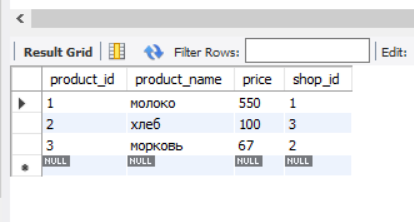 Result Grid Filter Rows: Edit:
product_id product_name price shop_id
1 молоко 550 1
2 хлеб 100 3
3 морковь 67 2
NULL NULL NULL NULL